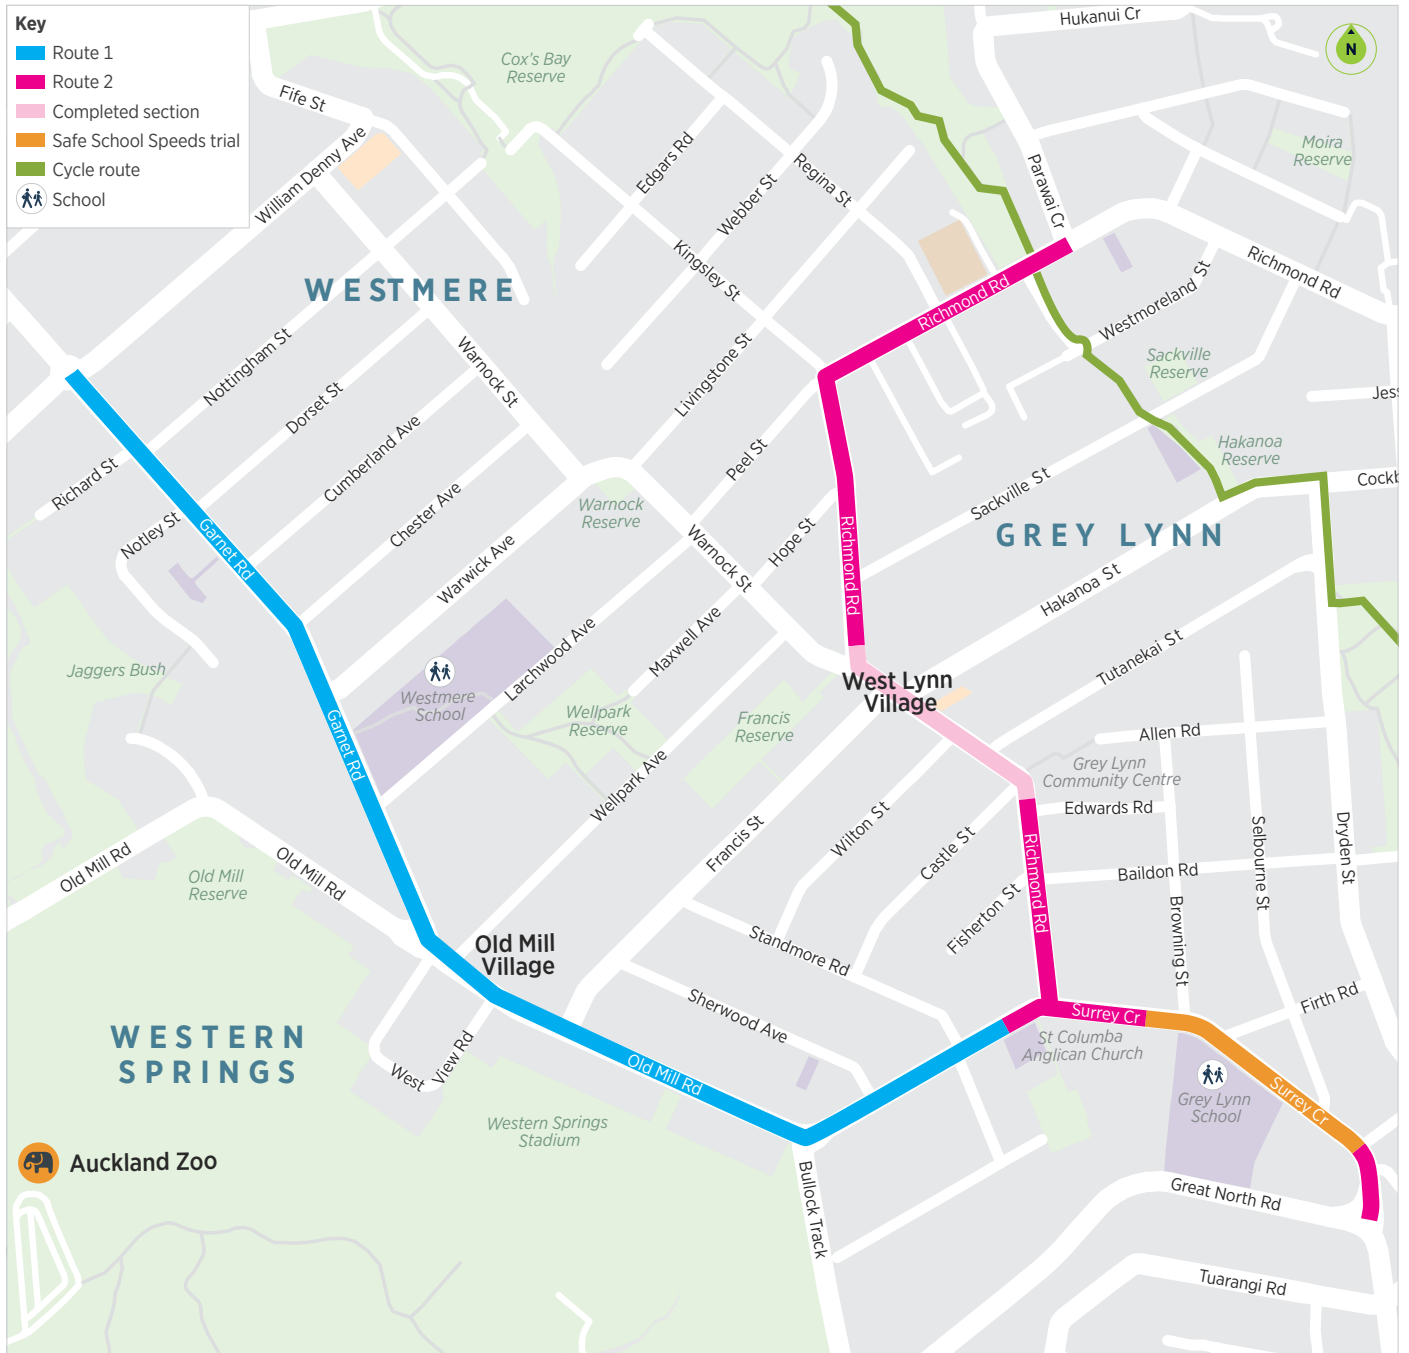 Key
Route 1
Route 2
Completed section
Safe School Speeds trial
Cycle route
School
N
Hukanui Cr
Cox's Bay
Reserve
Fife St
William Denny Ave
Edgars Rd
Webber St
Regina St
Parawai Cr
Moira
Reserve
Kingsley St
WESTMERE
Richmond Rd
Richmond Rd
Westmoreland St
Nottingham St
Warnock St
Livingstone St
Sackville
Reserve
Dorset St
Jess
Cumberland Ave
Peel St
Hakanoa
Reserve
Richard St
Chester Ave
Warnock
Reserve
Sackville St
Cockb
Notley St
Garnet Rd
Warwick Ave
Warnock St
Hope St
Richmond Rd
GREY LYNN
Hakanoa St
Larchwood Ave
Maxwell Ave
Tutanekai St
Jaggers Bush
Westmere
School
Wellpark
Reserve
Francis
Reserve
West Lynn
Village
Garnet Rd
Allen Rd
Grey Lynn
Community Centre
Wellpark Ave
Edwards Rd
Old Mill Rd
Old Mill Rd
Old Mill
Reserve
Francis St
Wilton St
Castle St
Richmond Rd
Baildon Rd
Selbourne St
Dryden St
Fisherton St
Browning St
Old Mill
Village
Standmore Rd
Sherwood Ave
Surrey Cr
Firth Rd
WESTERN
SPRINGS
St Columba
Anglican Church
West
View Rd
Old Mill Rd
Grey Lynn
School
Surrey Cr
Western Springs
Stadium
Auckland Zoo
Bullock Track
Great North Rd
Tuarangi Rd